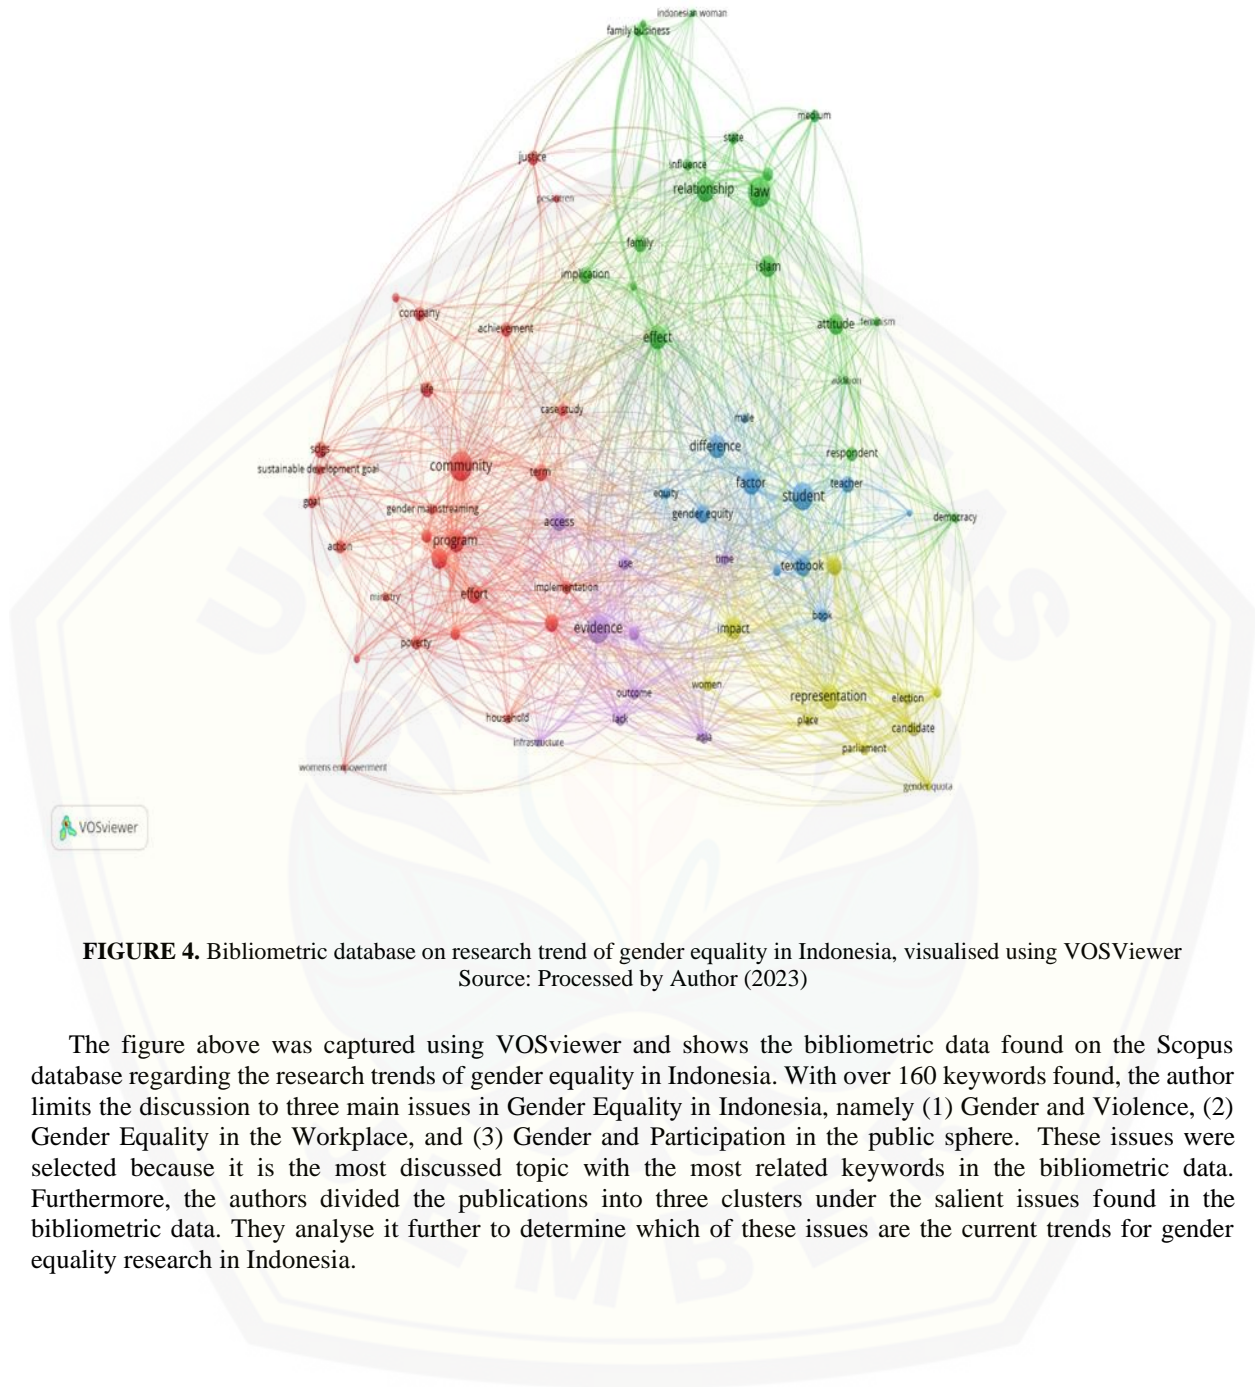 indonesian woman
family business
medium
state
justice
influence
relationship law
pesantren
family
implication
islam
company
attitude feminism
achievement
effect
addition
life
case study
male
difference
sdgs
respondent
sustainable development goal
community
term
factor
teacher
equity
student
goal
gender mainstreaming
gender equity
democracy
access
action
program
use
time
textbook
ministry
effort
implementation
book
evidence
impact
poverty
women
outcome
representation
election
household
lack
place
candidate
infrastructure
asia
parliament
womens empowerment
gender quota
VOSviewer
FIGURE 4. Bibliometric database on research trend of gender equality in Indonesia, visualised using VOSViewer
Source: Processed by Author (2023)
The figure above was captured using VOSviewer and shows the bibliometric data found on the Scopus
database regarding the research trends of gender equality in Indonesia. With over 160 keywords found, the author
limits the discussion to three main issues in Gender Equality in Indonesia, namely (1) Gender and Violence, (2)
Gender Equality in the Workplace, and (3) Gender and Participation in the public sphere. These issues were
selected because it is the most discussed topic with the most related keywords in the bibliometric data.
Furthermore, the authors divided the publications into three clusters under the salient issues found in the
bibliometric data. They analyse it further to determine which of these issues are the current trends for gender
equality research in Indonesia.